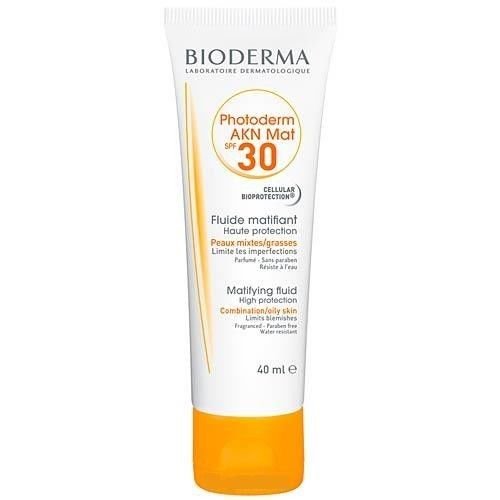 BIODERMA
LABORATOIRE DERMATOLOGIQUE
Photoderm
AKN Mat
SPF 30
CELLULAR
BIOPROTECTION®
Fluide matifiant
Haute protection
Peaux mixtes/grasses
Limite les imperfections
Parfumé - Sans paraben
Résiste à l'eau
Matifying fluid
High protection
Combination/oily skin
Limits blemishes
Fragranced - Paraben free
Water resistant
40 ml e